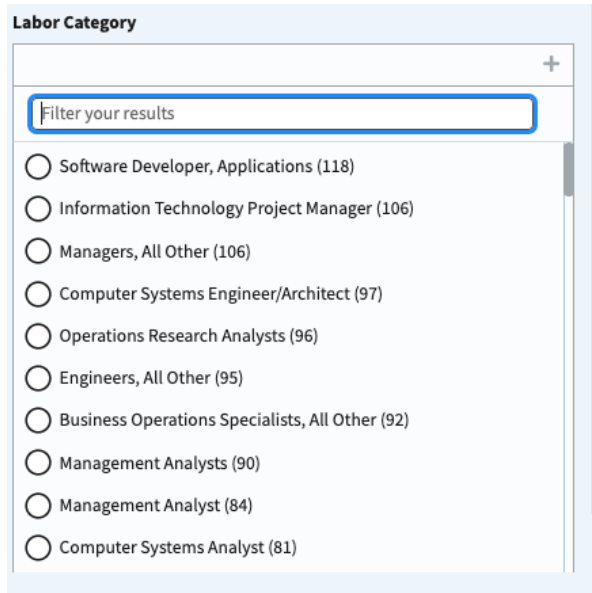 Labor Category
+
Filter your results
Software Developer, Applications (118)
Information Technology Project Manager (106)
Managers, All Other (106)
Computer Systems Engineer/Architect (97)
Operations Research Analysts (96)
Engineers, All Other (95)
Business Operations Specialists, All Other (92)
Management Analysts (90)
Management Analyst (84)
Computer Systems Analyst (81)